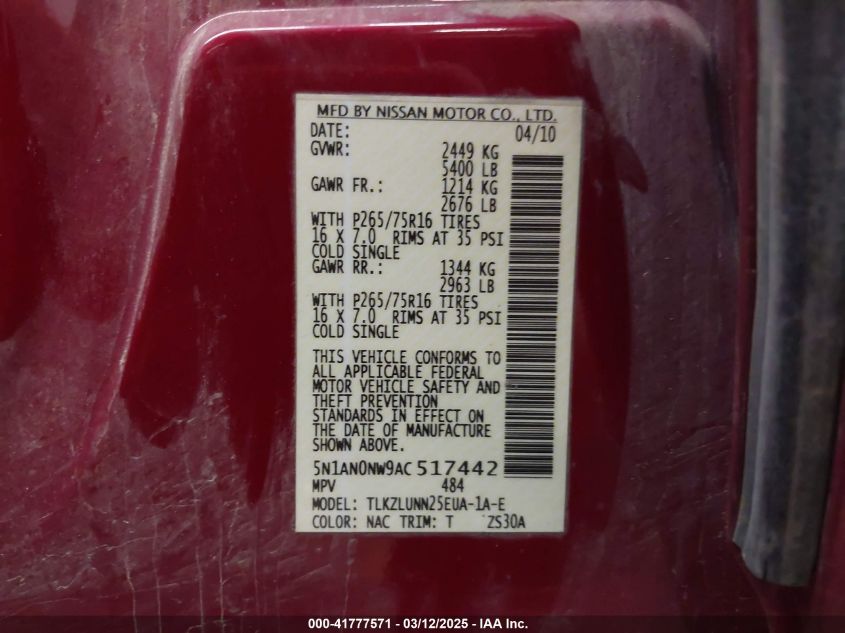 MFD BY NISSAN MOTOR CO., LTD.
DATE: 04/10
GVWR: 2449 KG
5400 LB
GAWR FR.: 1214 KG
2676 LB
WITH P265/75R16 TIRES
16 X 7.0 RIMS AT 35 PSI
COLD SINGLE
GAWR RR.: 1344 KG
2963 LB
WITH P265/75R16 TIRES
16 X 7.0 RIMS AT 35 PSI
COLD SINGLE
THIS VEHICLE CONFORMS TO
ALL APPLICABLE FEDERAL
MOTOR VEHICLE SAFETY AND
THEFT PREVENTION
STANDARDS IN EFFECT ON
THE DATE OF MANUFACTURE
SHOWN ABOVE.
5N1AN0NW9AC 517442
MPV 484
MODEL: TLKZLUNN25EUA-1A-E
COLOR: NAC TRIM: T ZS30A
000-41777571 - 03/12/2025 - 1AA Inc.